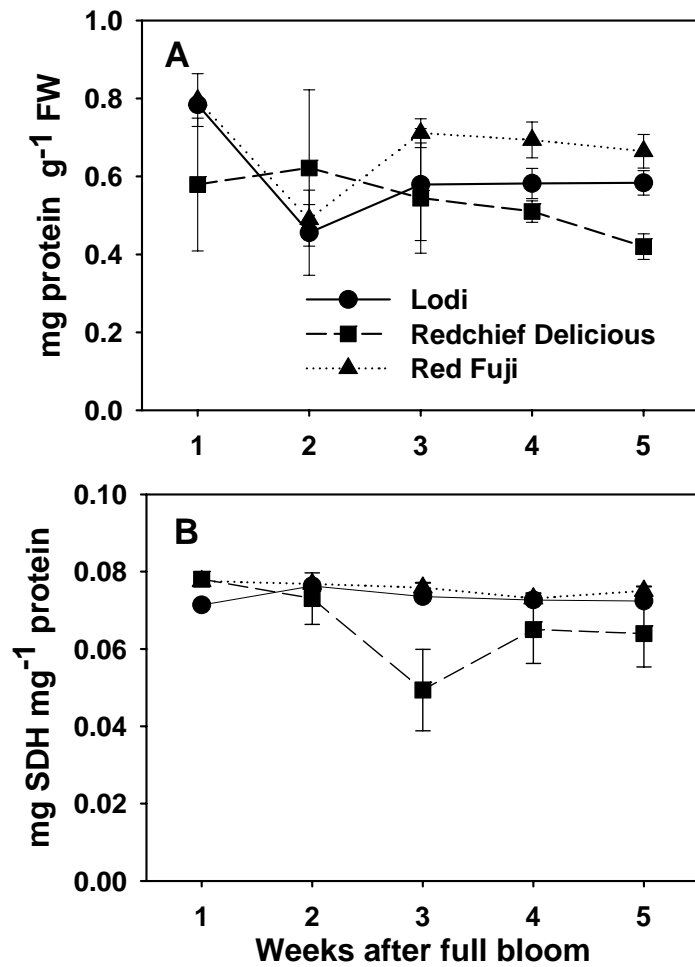 A
mg protein g-1 FW
1.0
0.8
0.6
0.4
0.2
0.0
Lodi
Redchief Delicious
Red Fuji
1 2 3 4 5
B
mg SDH mg-1 protein
0.10
0.08
0.06
0.04
0.02
0.00
1 2 3 4 5
Weeks after full bloom